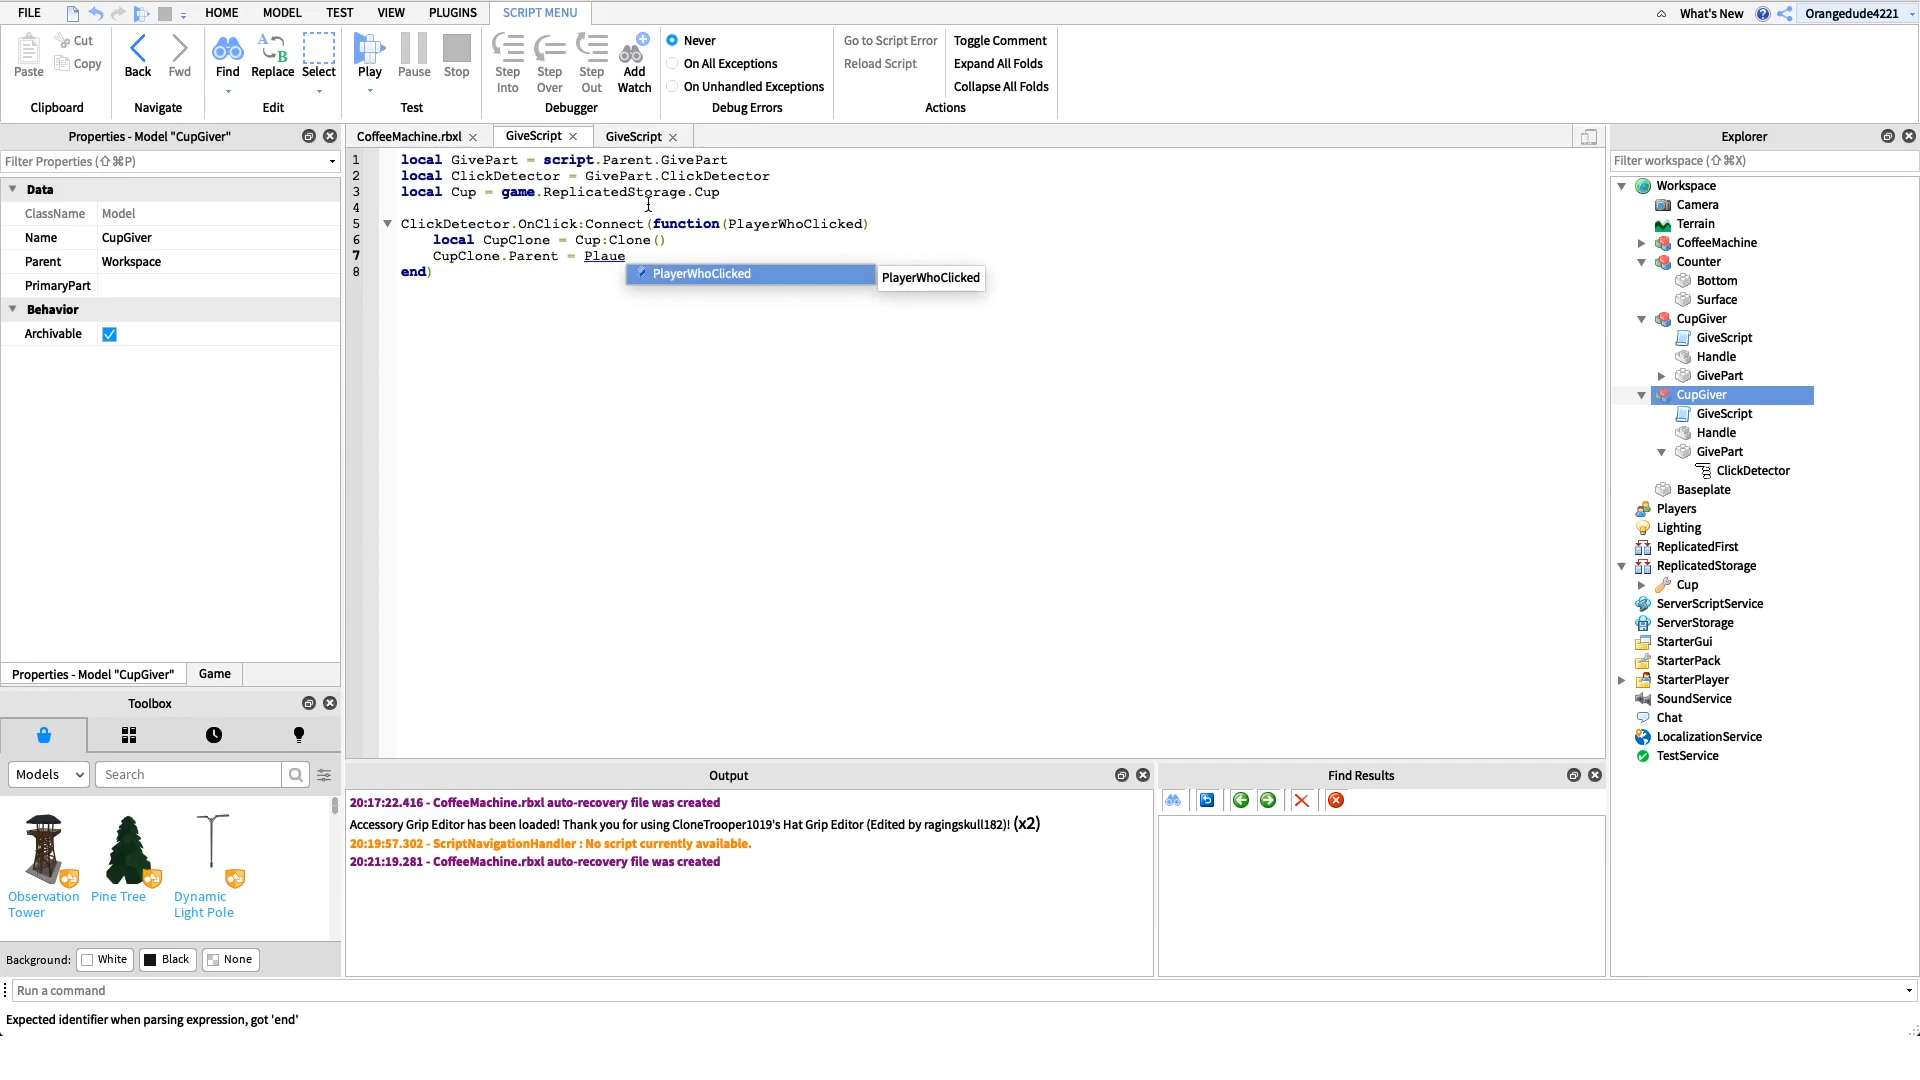 FILE
HOME
MODEL
TEST
VIEW
PLUGINS
SCRIPT MENU
What's New
Orangedude4221
Paste
Cut
Copy
Clipboard
Back
Fwd
Navigate
Find
Replace
Select
Edit
Play
Pause
Stop
Test
Step Into
Step Over
Step Out
Add Watch
Debugger
Never
On All Exceptions
On Unhandled Exceptions
Debug Errors
Go to Script Error
Reload Script
Toggle Comment
Expand All Folds
Collapse All Folds
Actions
Properties - Model "CupGiver"
Filter Properties (⇧⌘P)
Data
ClassName Model
Name CupGiver
Parent Workspace
PrimaryPart
Behavior
Archivable
Properties - Model "CupGiver"
Game
Toolbox
Models
Search
Observation Tower
Pine Tree
Dynamic Light Pole
Background: White Black None
CoffeeMachine.rbxl
GiveScript
GiveScript
1 local GivePart = script.Parent.GivePart
2 local ClickDetector = GivePart.ClickDetector
3 local Cup = game.ReplicatedStorage.Cup
4
5 ClickDetector.OnClick:Connect(function(PlayerWhoClicked)
6 local CupClone = Cup:Clone()
7 CupClone.Parent = Plaue
8 end)
PlayerWhoClicked
PlayerWhoClicked
Output
20:17:22.416 - CoffeeMachine.rbxl auto-recovery file was created
Accessory Grip Editor has been loaded! Thank you for using CloneTrooper1019's Hat Grip Editor (Edited by ragingskull182)! (x2)
20:19:57.302 - ScriptNavigationHandler : No script currently available.
20:21:19.281 - CoffeeMachine.rbxl auto-recovery file was created
Find Results
Explorer
Filter workspace (⇧⌘X)
Workspace
Camera
Terrain
CoffeeMachine
Counter
Bottom
Surface
CupGiver
GiveScript
Handle
GivePart
CupGiver
GiveScript
Handle
GivePart
ClickDetector
Baseplate
Players
Lighting
ReplicatedFirst
ReplicatedStorage
Cup
ServerScriptService
ServerStorage
StarterGui
StarterPack
StarterPlayer
SoundService
Chat
LocalizationService
TestService
Run a command
Expected identifier when parsing expression, got 'end'